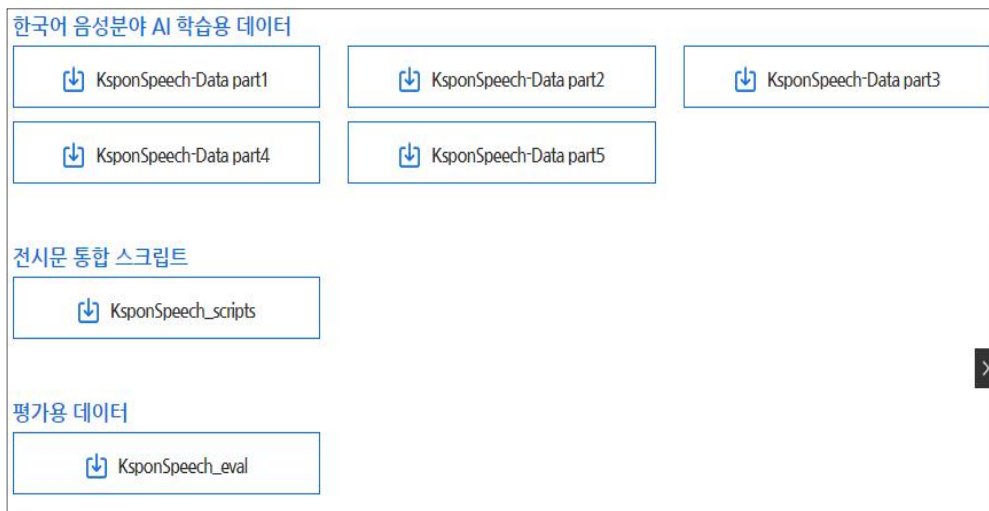 한국어 음성분야 AI 학습용 데이터
KsponSpeech-Data part1
KsponSpeech-Data part2
KsponSpeech-Data part3
KsponSpeech-Data part4
KsponSpeech-Data part5
전시문 통합 스크립트
KsponSpeech_scripts
평가용 데이터
KsponSpeech_eval